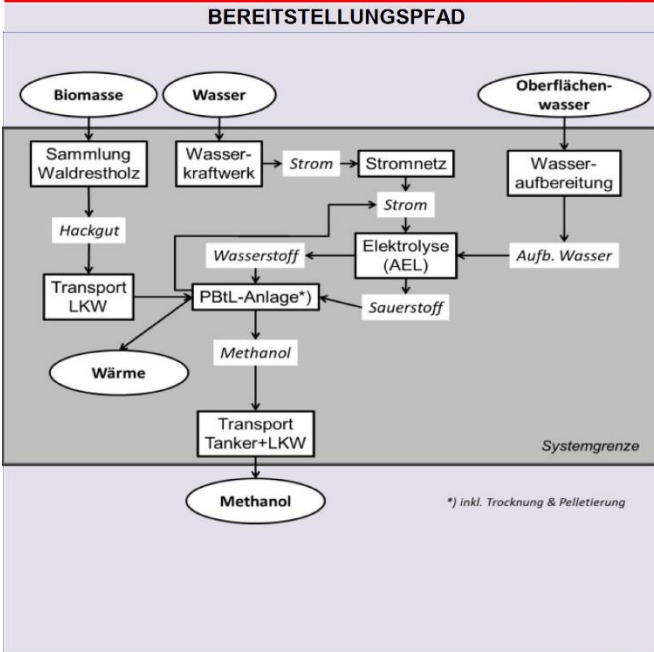 BEREITSTELLUNGSPFAD
Biomasse
Wasser
Oberflächen-
wasser
Sammlung
Waldrestholz
Wasser-
kraftwerk
Strom
Stromnetz
Wasser-
aufbereitung
Hackgut
Strom
Wasserstoff
Elektrolyse
(AEL)
Aufb. Wasser
Transport
LKW
PBtL-Anlage*)
Sauerstoff
Methanol
Wärme
Transport
Tanker+LKW
Systemgrenze
Methanol
*) inkl. Trocknung & Pelletierung